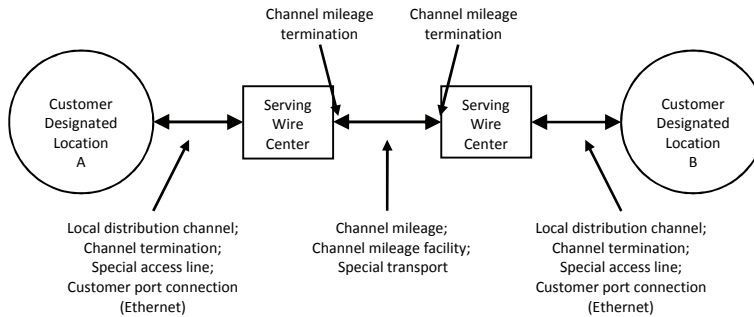 Channel mileage
termination
Channel mileage
termination
Customer
Designated
Location
A
Serving
Wire
Center
Serving
Wire
Center
Customer
Designated
Location
B
Local distribution channel;
Channel termination;
Special access line;
Customer port connection
(Ethernet)
Channel mileage;
Channel mileage facility;
Special transport
Local distribution channel;
Channel termination;
Special access line;
Customer port connection
(Ethernet)